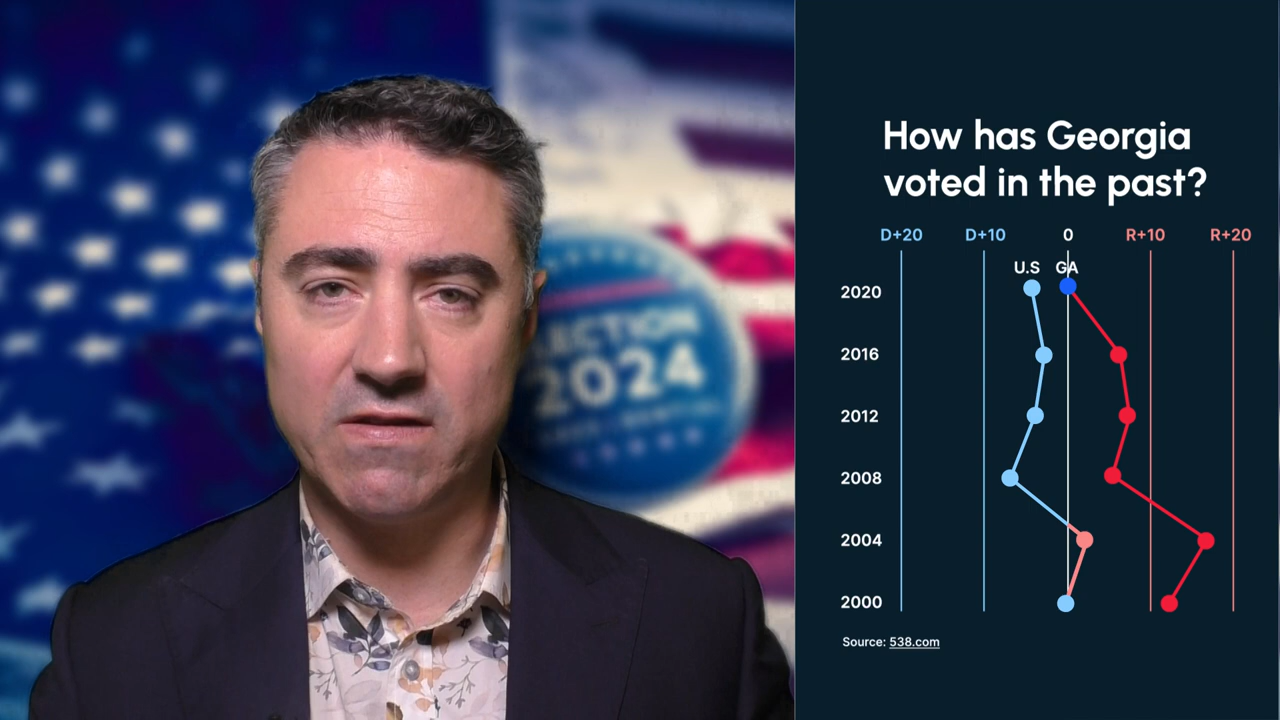 ELECTION
2024
How has Georgia
voted in the past?
D+20 D+10 0 R+10 R+20
U.S GA
2020
2016
2012
2008
2004
2000
Source: 538.com